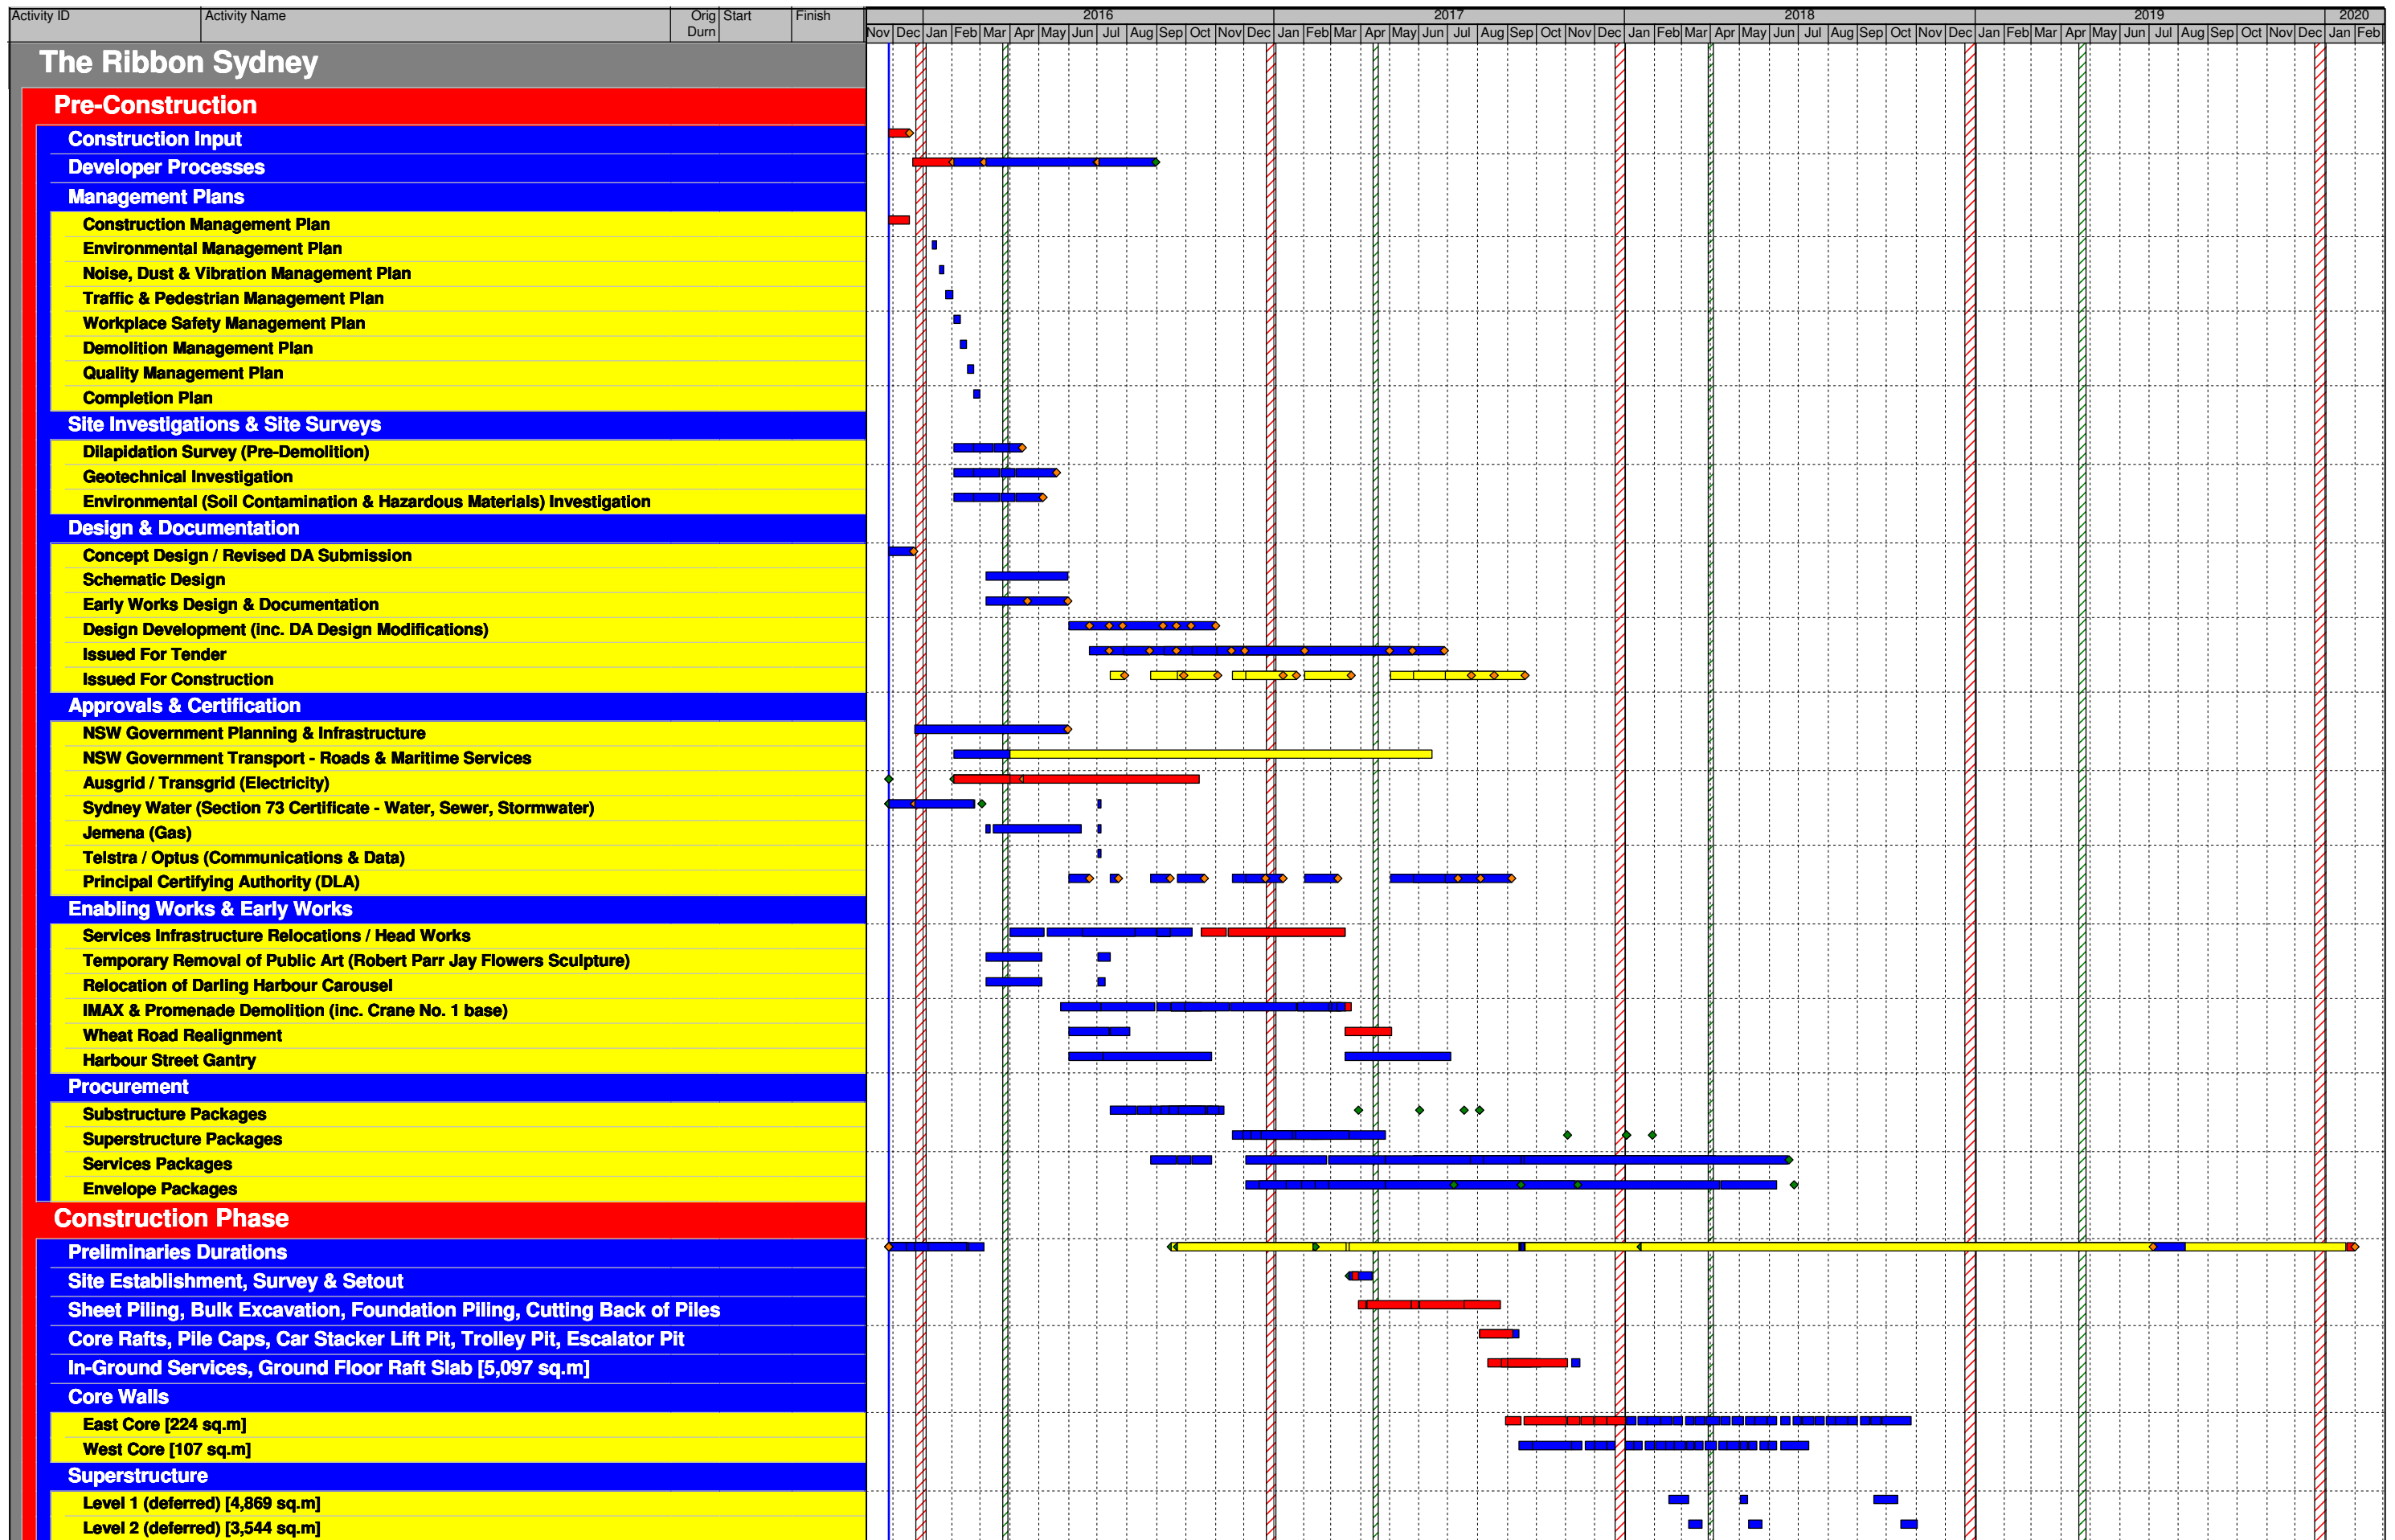 Activity ID Activity Name Orig Durn Start Finish
2016 2017 2018 2019 2020
Nov Dec Jan Feb Mar Apr May Jun Jul Aug Sep Oct Nov Dec Jan Feb Mar Apr May Jun Jul Aug Sep Oct Nov Dec Jan Feb Mar Apr May Jun Jul Aug Sep Oct Nov Dec Jan Feb Mar Apr May Jun Jul Aug Sep Oct Nov Dec Jan Feb
The Ribbon Sydney
Pre-Construction
Construction Input
Developer Processes
Management Plans
Construction Management Plan
Environmental Management Plan
Noise, Dust & Vibration Management Plan
Traffic & Pedestrian Management Plan
Workplace Safety Management Plan
Demolition Management Plan
Quality Management Plan
Completion Plan
Site Investigations & Site Surveys
Dilapidation Survey (Pre-Demolition)
Geotechnical Investigation
Environmental (Soil Contamination & Hazardous Materials) Investigation
Design & Documentation
Concept Design / Revised DA Submission
Schematic Design
Early Works Design & Documentation
Design Development (inc. DA Design Modifications)
Issued For Tender
Issued For Construction
Approvals & Certification
NSW Government Planning & Infrastructure
NSW Government Transport - Roads & Maritime Services
Ausgrid / Transgrid (Electricity)
Sydney Water (Section 73 Certificate - Water, Sewer, Stormwater)
Jemena (Gas)
Telstra / Optus (Communications & Data)
Principal Certifying Authority (DLA)
Enabling Works & Early Works
Services Infrastructure Relocations / Head Works
Temporary Removal of Public Art (Robert Parr Jay Flowers Sculpture)
Relocation of Darling Harbour Carousel
IMAX & Promenade Demolition (inc. Crane No. 1 base)
Wheat Road Realignment
Harbour Street Gantry
Procurement
Substructure Packages
Superstructure Packages
Services Packages
Envelope Packages
Construction Phase
Preliminaries Durations
Site Establishment, Survey & Setout
Sheet Piling, Bulk Excavation, Foundation Piling, Cutting Back of Piles
Core Rafts, Pile Caps, Car Stacker Lift Pit, Trolley Pit, Escalator Pit
In-Ground Services, Ground Floor Raft Slab [5,097 sq.m]
Core Walls
East Core [224 sq.m]
West Core [107 sq.m]
Superstructure
Level 1 (deferred) [4,869 sq.m]
Level 2 (deferred) [3,544 sq.m]